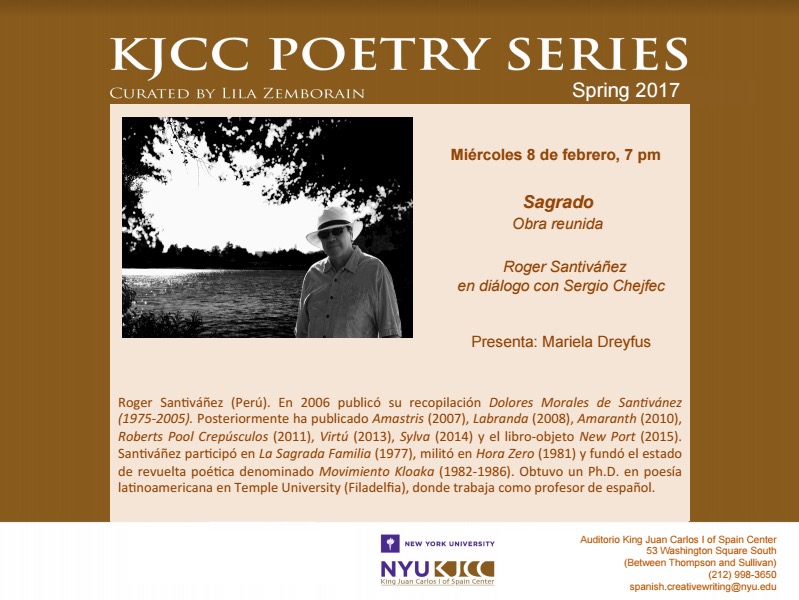 KJCC POETRY SERIES
CURATED BY LILA ZEMBORAIN
Spring 2017
Miércoles 8 de febrero, 7 pm
Sagrado
Obra reunida
Roger Santiváñez
en diálogo con Sergio Chejfec
Presenta: Mariela Dreyfus
Roger Santiváñez (Perú). En 2006 publicó su recopilación Dolores Morales de Santivánez
(1975-2005). Posteriormente ha publicado Amastris (2007), Labranda (2008), Amaranth (2010),
Roberts Pool Crepúsculos (2011), Virtú (2013), Sylva (2014) y el libro-objeto New Port (2015).
Santiváñez participó en La Sagrada Familia (1977), militó en Hora Zero (1981) y fundó el estado
de revuelta poética denominado Movimiento Kloaka (1982-1986). Obtuvo un Ph.D. en poesía
latinoamericana en Temple University (Filadelfia), donde trabaja como profesor de español.
NEW YORK UNIVERSITY
NYU KJCC
King Juan Carlos I of Spain Center
Auditorio King Juan Carlos I of Spain Center
53 Washington Square South
(Between Thompson and Sullivan)
(212) 998-3650
spanish.creativewriting@nyu.edu